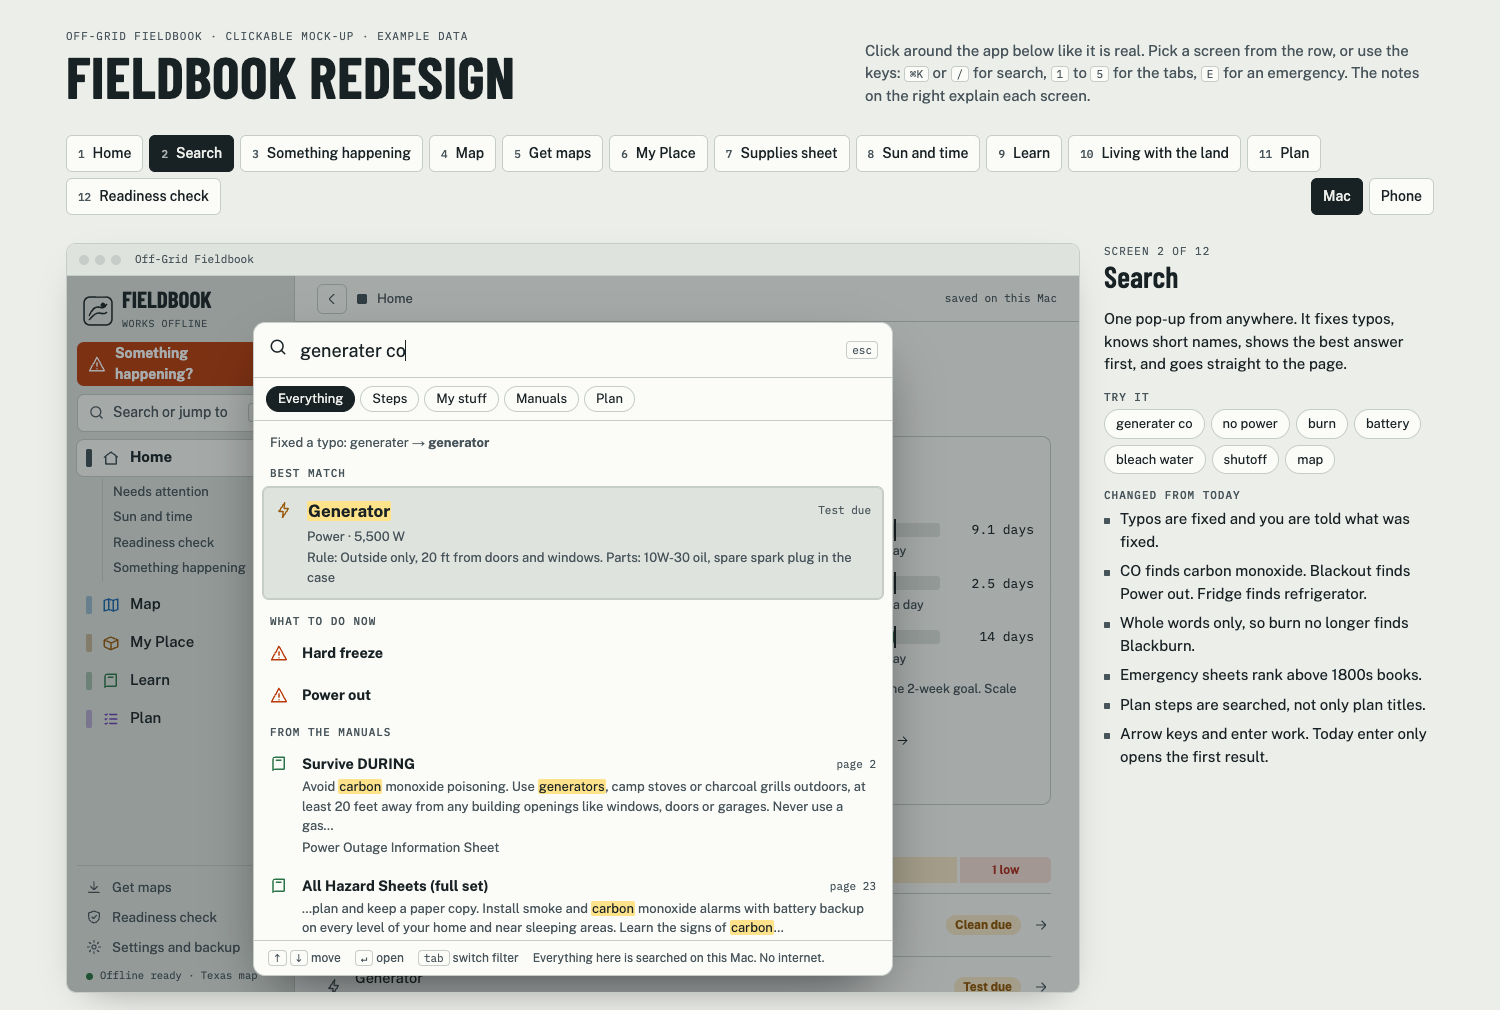 OFF-GRID FIELDBOOK · CLICKABLE MOCK-UP · EXAMPLE DATA
FIELDBOOK REDESIGN
Click around the app below like it is real. Pick a screen from the row, or use the
keys: ⌘K or / for search, 1 to 5 for the tabs, E for an emergency. The notes
on the right explain each screen.
1 Home
2 Search
3 Something happening
4 Map
5 Get maps
6 My Place
7 Supplies sheet
8 Sun and time
9 Learn
10 Living with the land
11 Plan
12 Readiness check
Mac
Phone
Off-Grid Fieldbook
FIELDBOOK
WORKS OFFLINE
Something
happening?
Search or jump to
Home
Needs attention
Sun and time
Readiness check
Something happening
Map
My Place
Learn
Plan
Get maps
Readiness check
Settings and backup
Offline ready · Texas map
Home
saved on this Mac
generater co
esc
Everything
Steps
My stuff
Manuals
Plan
Fixed a typo: generater → generator
BEST MATCH
Generator
Test due
Power · 5,500 W
Rule: Outside only, 20 ft from doors and windows. Parts: 10W-30 oil, spare spark plug in the
case
WHAT TO DO NOW
Hard freeze
Power out
FROM THE MANUALS
Survive DURING
page 2
Avoid carbon monoxide poisoning. Use generators, camp stoves or charcoal grills outdoors, at
least 20 feet away from any building openings like windows, doors or garages. Never use a
gas...
Power Outage Information Sheet
All Hazard Sheets (full set)
page 23
...plan and keep a paper copy. Install smoke and carbon monoxide alarms with battery backup
on every level of your home and near sleeping areas. Learn the signs of carbon...
↑ ↓ move
↵ open
tab switch filter
Everything here is searched on this Mac. No internet.
9.1 days
ay
2.5 days
a day
14 days
ay
ne 2-week goal. Scale
→
1 low
Clean due →
Generator
Test due →
SCREEN 2 OF 12
Search
One pop-up from anywhere. It fixes typos,
knows short names, shows the best answer
first, and goes straight to the page.
TRY IT
generater co
no power
burn
battery
bleach water
shutoff
map
CHANGED FROM TODAY
Typos are fixed and you are told what was
fixed.
CO finds carbon monoxide. Blackout finds
Power out. Fridge finds refrigerator.
Whole words only, so burn no longer finds
Blackburn.
Emergency sheets rank above 1800s books.
Plan steps are searched, not only plan titles.
Arrow keys and enter work. Today enter only
opens the first result.